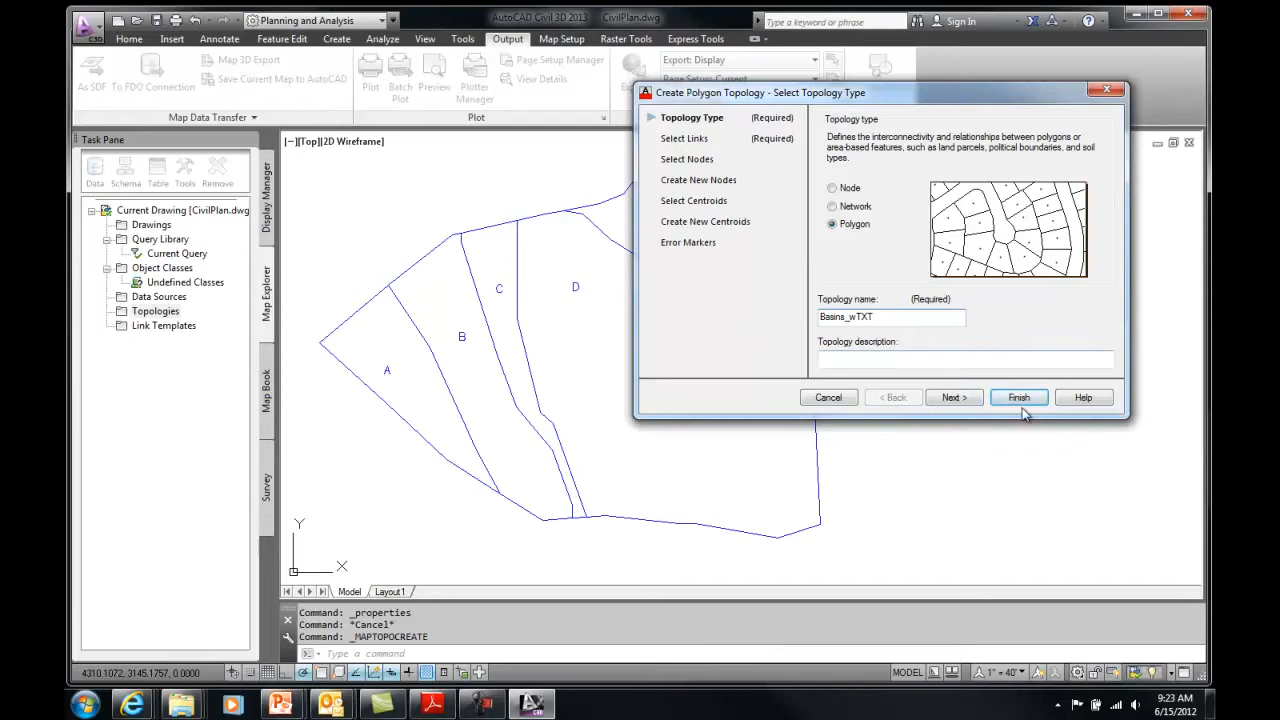 Planning and Analysis
AutoCAD Civil 3D 2013 CivilPlan.dwg
Type a keyword or phrase
Sign In
C3D
Home Insert Annotate Feature Edit Create Analyze View Tools Output Map Setup Raster Tools Express Tools
As SDF
To FDO Connection
Map 3D Export
Save Current Map to AutoCAD
Map Data Transfer
Plot
Batch Plot
Preview
Plotter Manager
Page Setup Manager
View Details
Plot
Export: Display
Page Setup: Current
Task Pane
Data Schema Table Tools Remove
Current Drawing [CivilPlan.dwg
Drawings
Query Library
Current Query
Object Classes
Undefined Classes
Data Sources
Topologies
Link Templates
Display Manager
Map Explorer
Map Book
Survey
[−][Top][2D Wireframe]
A
B
C
D
Y
X
Create Polygon Topology - Select Topology Type
Topology Type (Required)
Select Links (Required)
Select Nodes
Create New Nodes
Select Centroids
Create New Centroids
Error Markers
Topology type
Defines the interconectivity and relationships between polygons or
area-based features, such as land parcels, political boundaries, and soil
types.
Node
Network
Polygon
Topology name: (Required)
Basins_wTXT
Topology description:
Cancel < Back Next > Finish Help
Model Layout1
Command: _properties
Command: *Cancel*
Command: _MAPTOPOCREATE
Type a command
4310.1072, 3145.1757, 0.0000
MODEL
1" = 40'
9:23 AM
6/15/2012